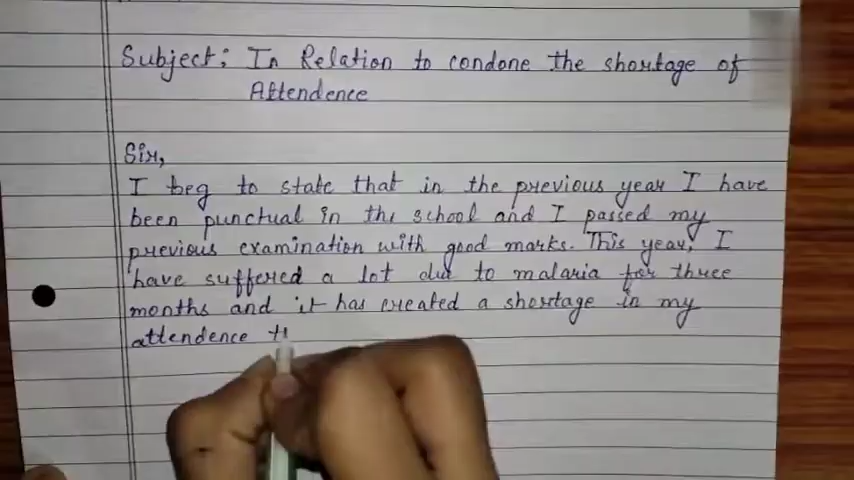 Subject: In Relation to condone the shortage of
Attendence
Sir,
I beg to state that in the previous year I have
been punctual in the school and I passed my
previous examination with good marks. This year, I
have suffered a lot due to malaria for three
months and it has created a shortage in my
attendence